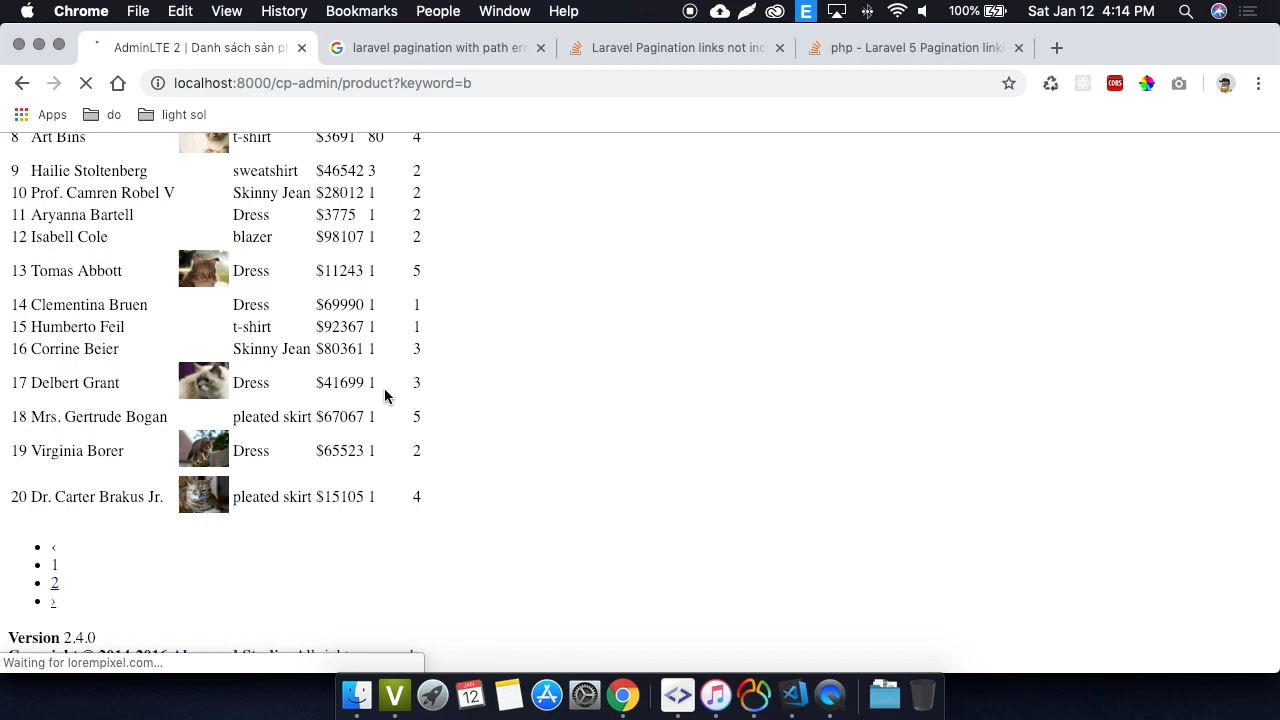 Chrome File Edit View History Bookmarks People Window Help 100% Sat Jan 12 4:14 PM
AdminLTE 2 | Danh sách sản pl laravel pagination with path err Laravel Pagination links not inc php - Laravel 5 Pagination linki
localhost:8000/cp-admin/product?keyword=b
Apps do light sol
8 Art Bins t-shirt $3691 80 4
9 Hailie Stoltenberg sweatshirt $46542 3 2
10 Prof. Camren Robel V Skinny Jean $28012 1 2
11 Aryanna Bartell Dress $3775 1 2
12 Isabell Cole blazer $98107 1 2
13 Tomas Abbott Dress $11243 1 5
14 Clementina Bruen Dress $69990 1 1
15 Humberto Feil t-shirt $92367 1 1
16 Corrine Beier Skinny Jean $80361 1 3
17 Delbert Grant Dress $41699 1 3
18 Mrs. Gertrude Bogan pleated skirt $67067 1 5
19 Virginia Borer Dress $65523 1 2
20 Dr. Carter Brakus Jr. pleated skirt $15105 1 4
‹
1
2
›
Version 2.4.0
Waiting for lorempixel.com...